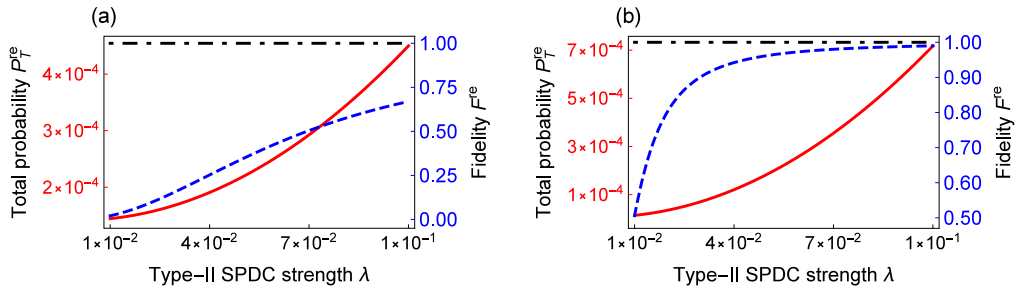 (a)
Total probability P_T^re
4×10⁻⁴
3×10⁻⁴
2×10⁻⁴
1.00
0.75
0.50
0.25
0.00
Fidelity F^re
1×10⁻² 4×10⁻² 7×10⁻² 1×10⁻¹
Type−II SPDC strength λ
(b)
Total probability P_T^re
7×10⁻⁴
5×10⁻⁴
3×10⁻⁴
1×10⁻⁴
1.00
0.90
0.80
0.70
0.60
0.50
Fidelity F^re
1×10⁻² 4×10⁻² 7×10⁻² 1×10⁻¹
Type−II SPDC strength λ